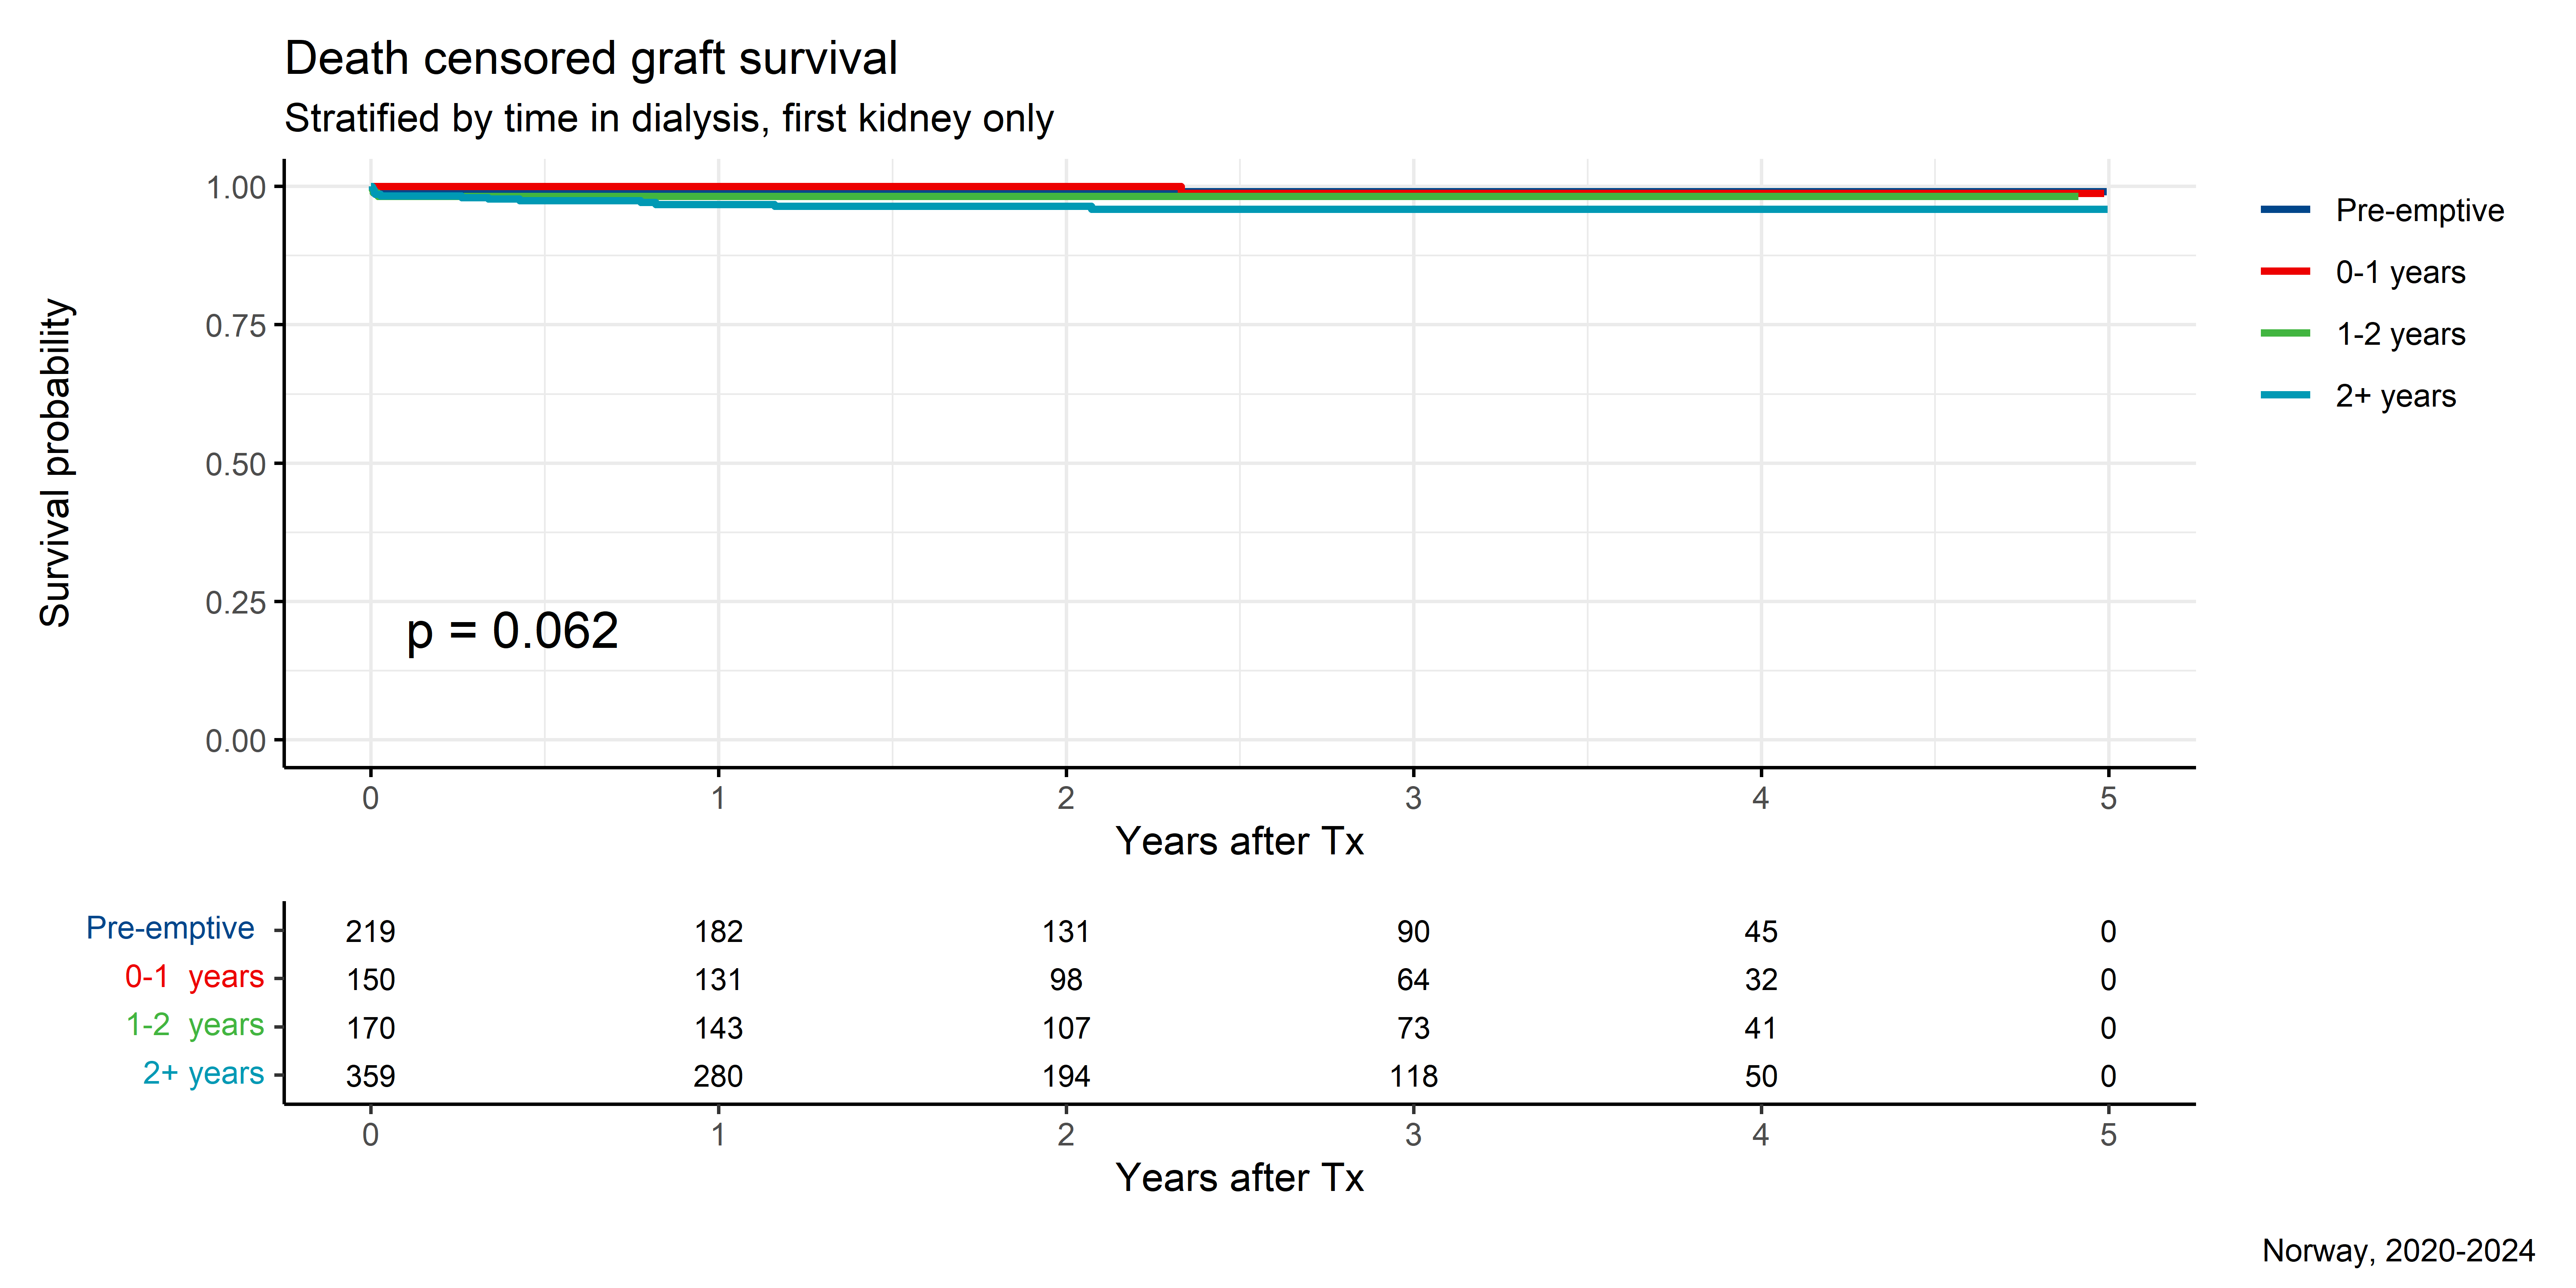 Death censored graft survival
Stratified by time in dialysis, first kidney only
Survival probability
1.00
0.75
0.50
0.25
0.00
p = 0.062
0 1 2 3 4 5
Years after Tx
Pre-emptive
0-1 years
1-2 years
2+ years
Pre-emptive 219 182 131 90 45 0
0-1 years 150 131 98 64 32 0
1-2 years 170 143 107 73 41 0
2+ years 359 280 194 118 50 0
0 1 2 3 4 5
Years after Tx
Norway, 2020-2024